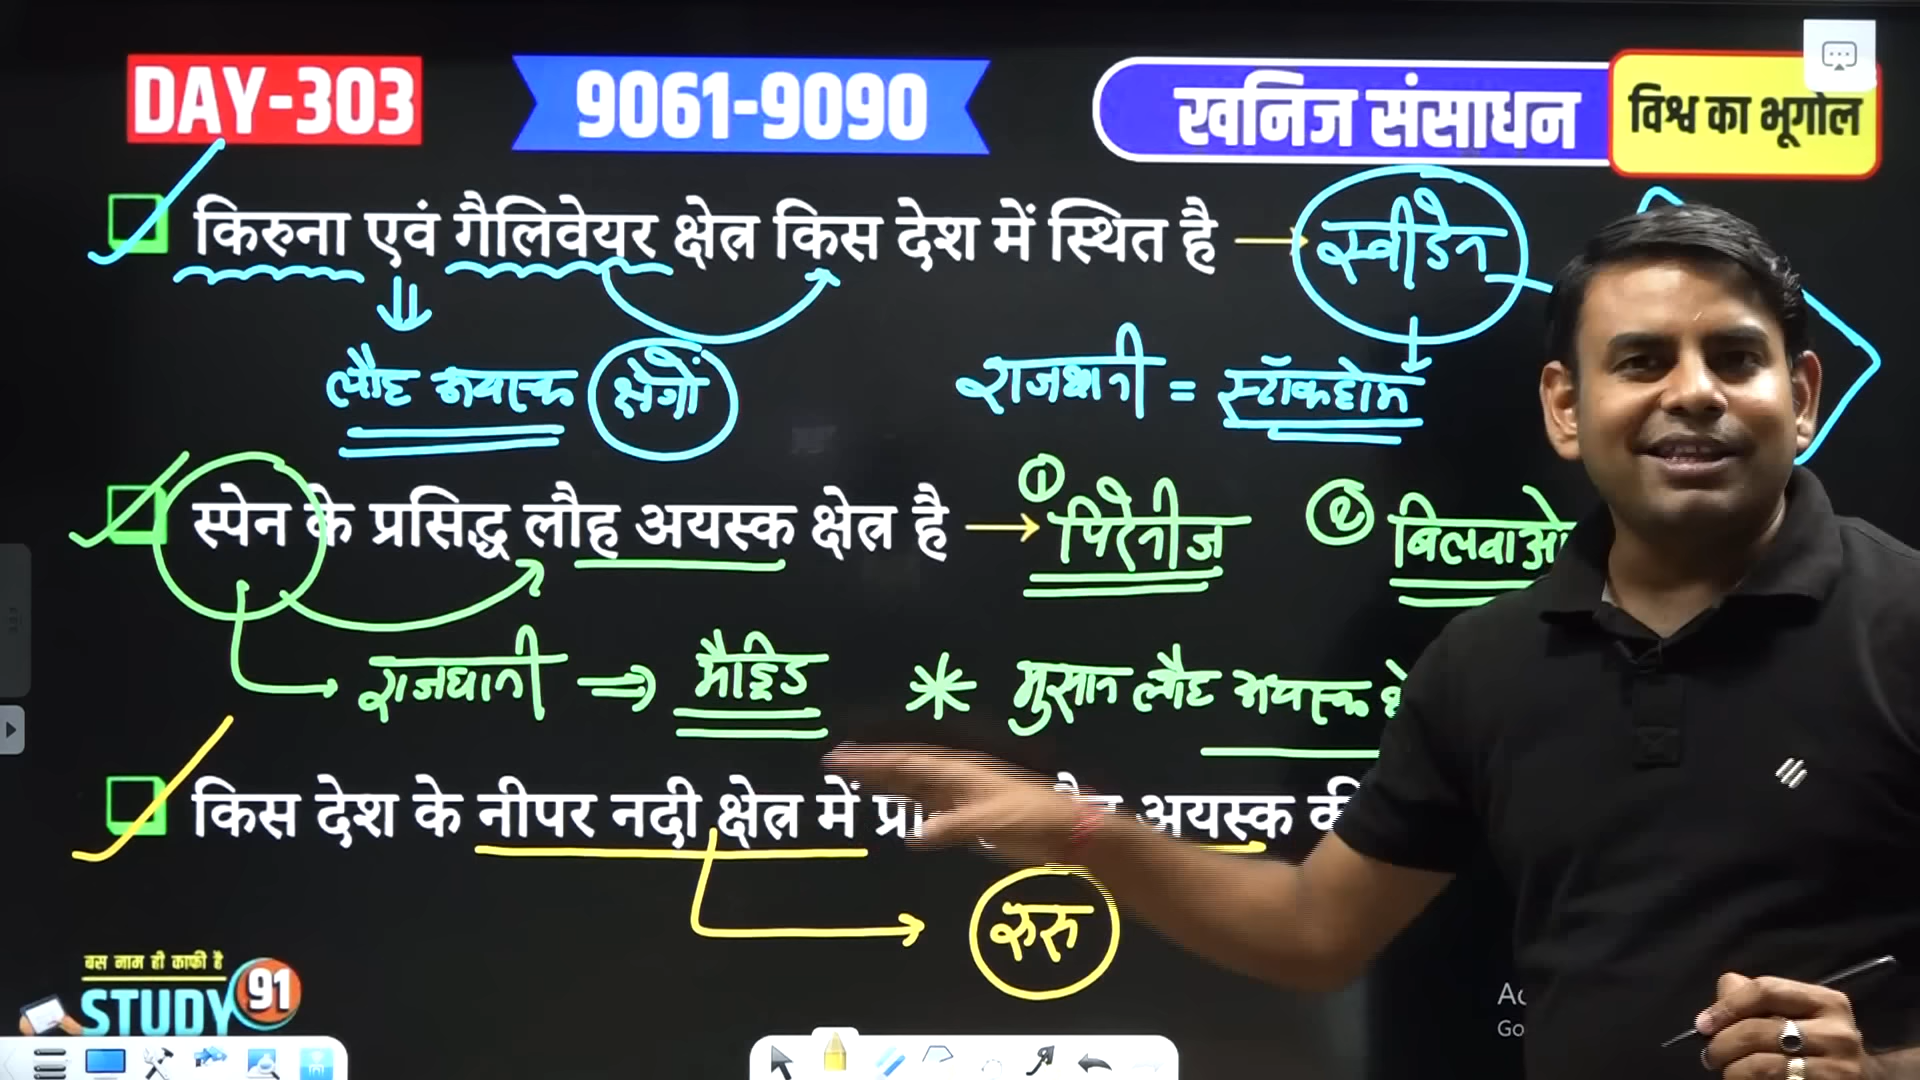 DAY-303 9061-9090 खनिज संसाधन विश्व का भूगोल
किरुना एवं गैलिवेयर क्षेत्र किस देश में स्थित है → स्वीडन
लौह अयस्क क्षेत्रों राजधानी = स्टॉकहोम
स्पेन के प्रसिद्ध लौह अयस्क क्षेत्र है → ① पिरेनीज ② बिलबाओ
राजधानी ⇒ मैड्रिड * मुसान लौह अयस्क क्षे
किस देश के नीपर नदी क्षेत्र में अयस्क की
रुरु
बस नाम ही काफी है
STUDY 91